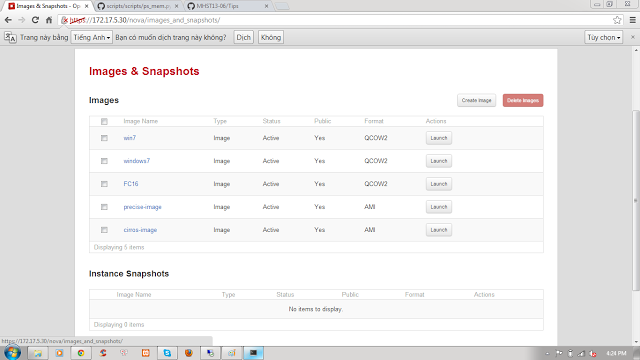 Images & Snapshots - Op
scripts/scripts/ps_mem.p
MHST13-06/Tips
https://172.17.5.30/nova/images_and_snapshots/
Trang này bằng Tiếng Anh Bạn có muốn dịch trang này không? Dịch Không Tùy chọn
Images & Snapshots
Images Create Image Delete Images
Image Name Type Status Public Format Actions
win7 Image Active Yes QCOW2 Launch
windows7 Image Active Yes QCOW2 Launch
FC16 Image Active Yes QCOW2 Launch
precise-image Image Active Yes AMI Launch
cirros-image Image Active Yes AMI Launch
Displaying 5 items
Instance Snapshots
Image Name Type Status Public Format Actions
No items to display.
Displaying 0 items
https://172.17.5.30/nova/images_and_snapshots/
4:28 PM